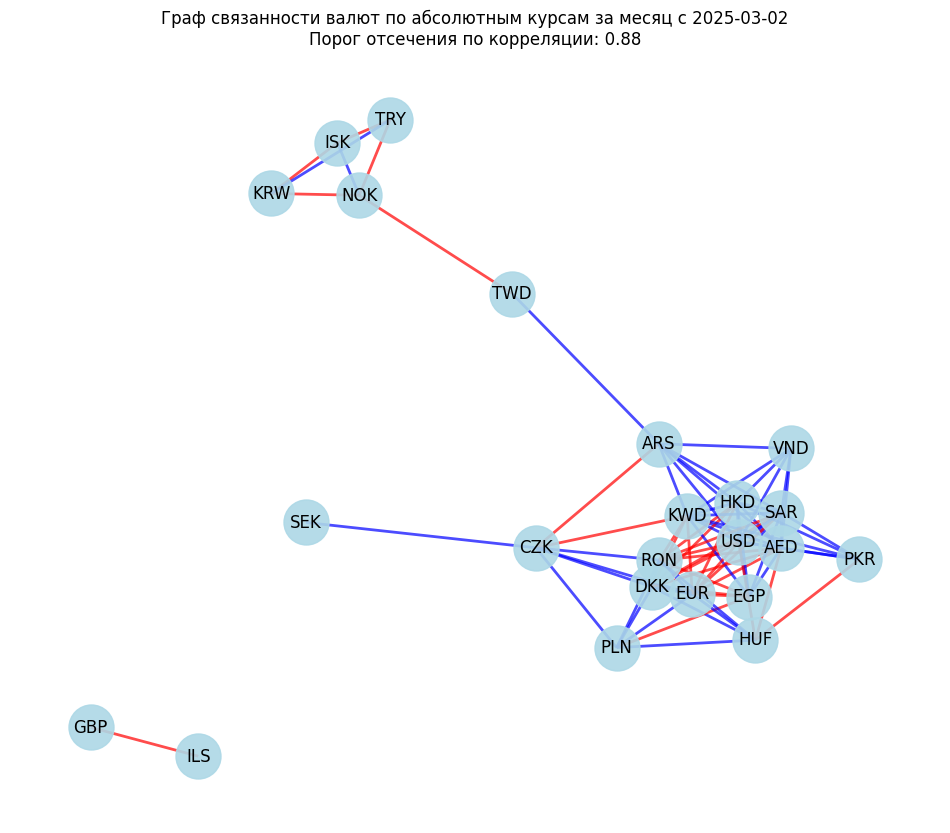 Граф связанности валют по абсолютным курсам за месяц с 2025-03-02
Порог отсечения по корреляции: 0.88
TRY
ISK
KRW
NOK
TWD
ARS
VND
HKD
SAR
KWD
SEK
USD
CZK
AED
RON
PKR
DKK
EUR
EGP
HUF
PLN
GBP
ILS